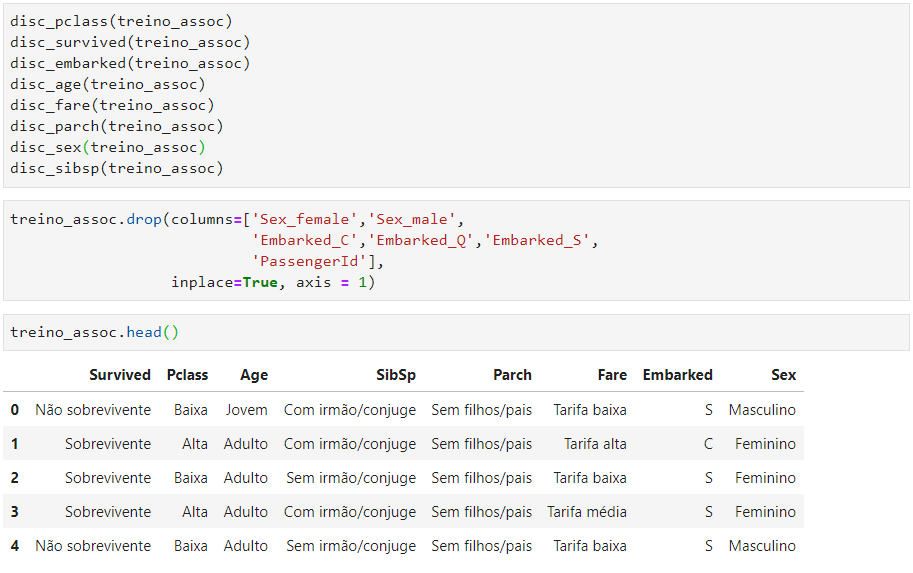 disc_pclass(treino_assoc)
disc_survived(treino_assoc)
disc_embarked(treino_assoc)
disc_age(treino_assoc)
disc_fare(treino_assoc)
disc_parch(treino_assoc)
disc_sex(treino_assoc)
disc_sibsp(treino_assoc)
treino_assoc.drop(columns=['Sex_female','Sex_male',
'Embarked_C','Embarked_Q','Embarked_S',
'PassengerId'],
inplace=True, axis = 1)
treino_assoc.head()
Survived Pclass Age SibSp Parch Fare Embarked Sex
0 Não sobrevivente Baixa Jovem Com irmão/conjuge Sem filhos/pais Tarifa baixa S Masculino
1 Sobrevivente Alta Adulto Com irmão/conjuge Sem filhos/pais Tarifa alta C Feminino
2 Sobrevivente Baixa Adulto Sem irmão/conjuge Sem filhos/pais Tarifa baixa S Feminino
3 Sobrevivente Alta Adulto Com irmão/conjuge Sem filhos/pais Tarifa média S Feminino
4 Não sobrevivente Baixa Adulto Sem irmão/conjuge Sem filhos/pais Tarifa baixa S Masculino